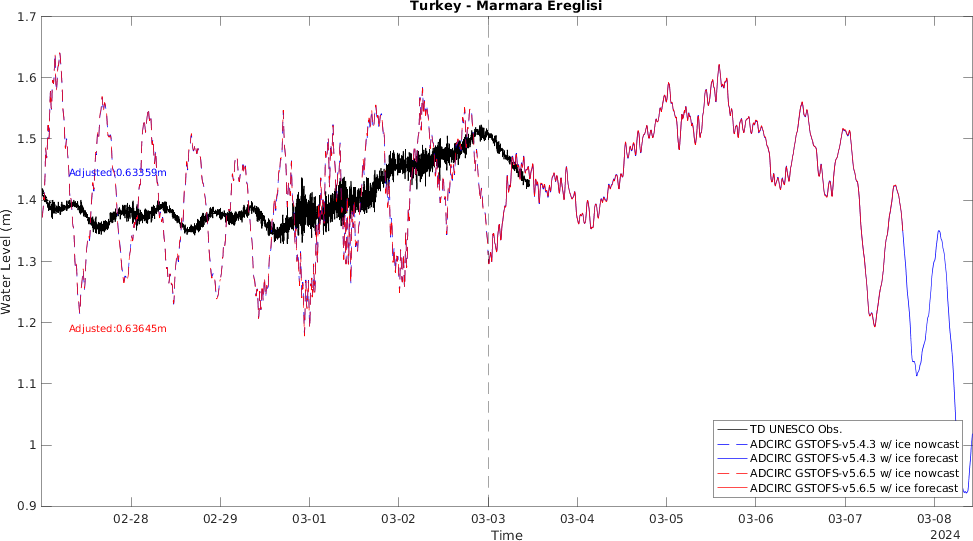 Turkey - Marmara Ereglisi
Water Level (m)
1.7
1.6
1.5
1.4
1.3
1.2
1.1
1
0.9
Adjusted:0.63359m
Adjusted:0.63645m
TD UNESCO Obs.
ADCIRC GSTOFS-v5.4.3 w/ ice nowcast
ADCIRC GSTOFS-v5.4.3 w/ ice forecast
ADCIRC GSTOFS-v5.6.5 w/ ice nowcast
ADCIRC GSTOFS-v5.6.5 w/ ice forecast
02-28 02-29 03-01 03-02 03-03 03-04 03-05 03-06 03-07 03-08
2024
Time